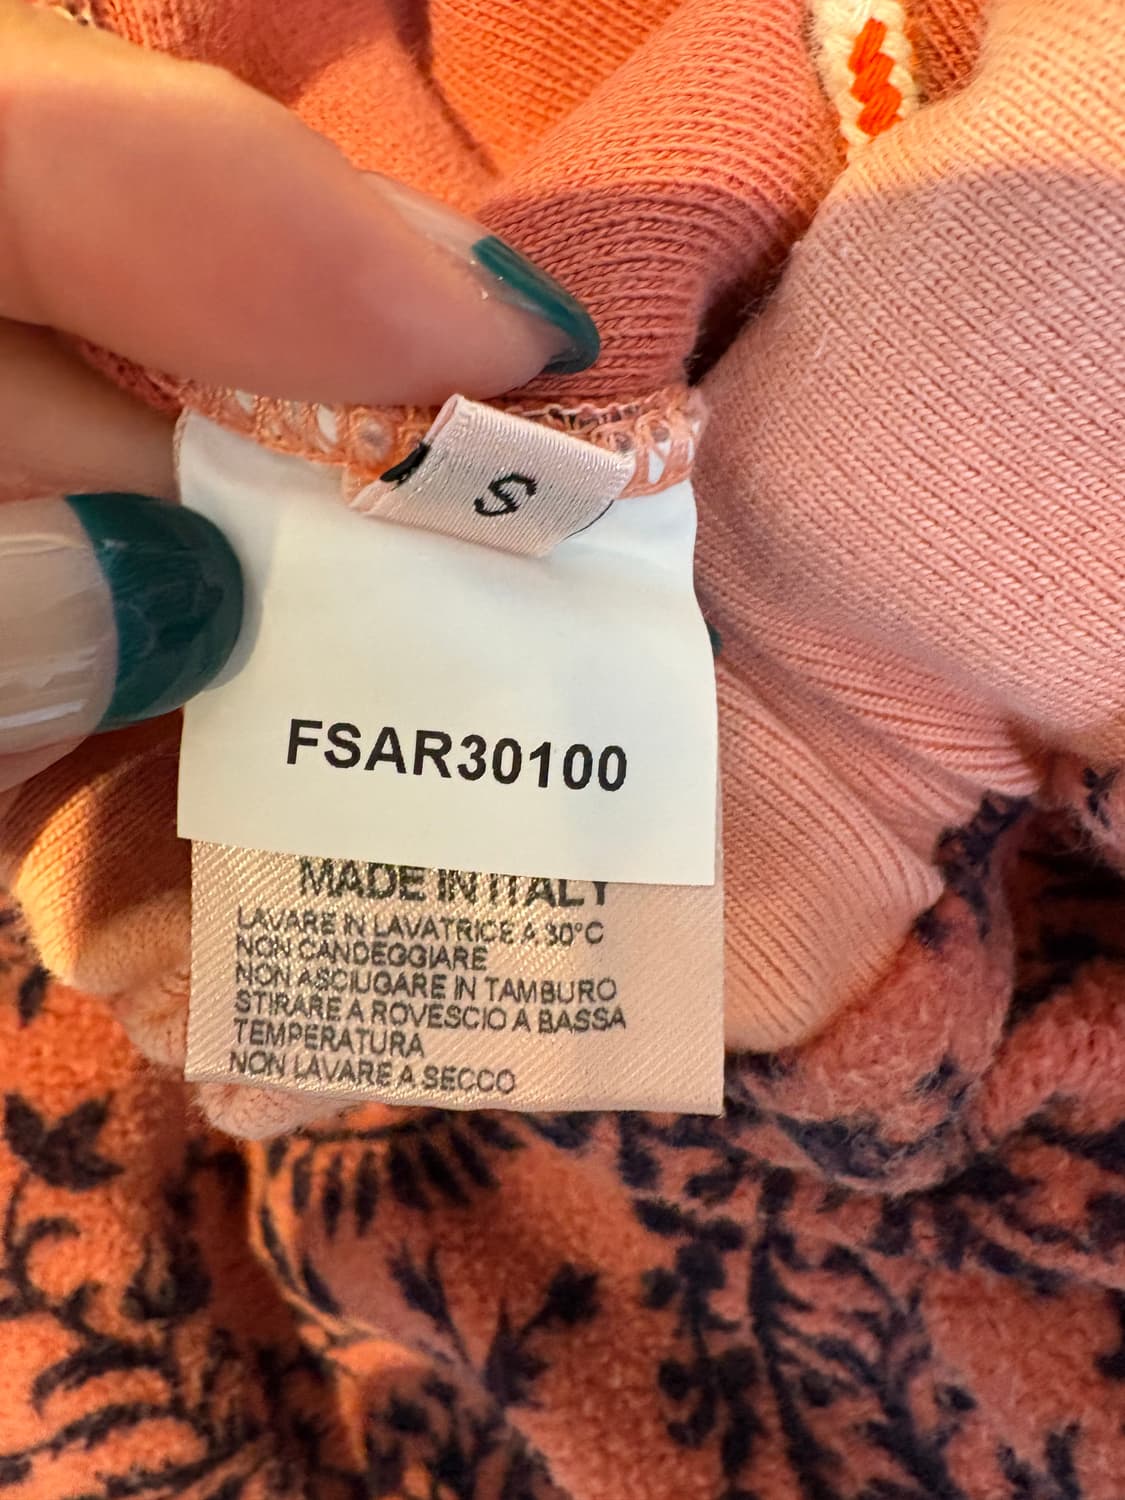 S
FSAR30100
MADE IN ITALY
LAVARE IN LAVATRICE A 30°C
NON CANDEGGIARE
NON ASCIUGARE IN TAMBURO
STIRARE A ROVESCIO A BASSA
TEMPERATURA
NON LAVARE A SECCO